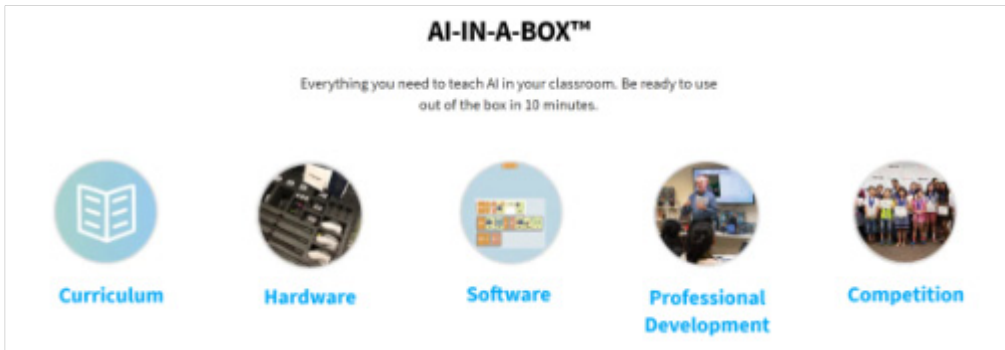 AI-IN-A-BOX™
Everything you need to teach AI in your classroom. Be ready to use
out of the box in 10 minutes.
Curriculum
Hardware
Software
Professional
Development
Competition